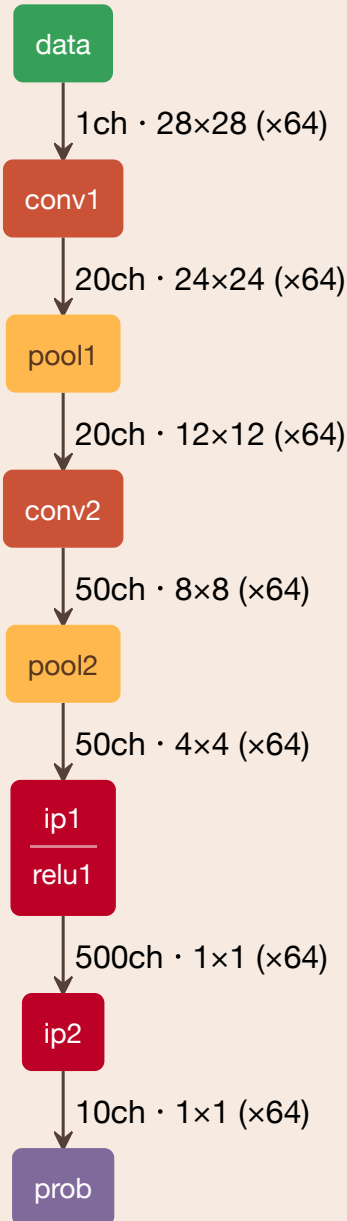 data
1ch · 28×28 (×64)
conv1
20ch · 24×24 (×64)
pool1
20ch · 12×12 (×64)
conv2
50ch · 8×8 (×64)
pool2
50ch · 4×4 (×64)
ip1
relu1
500ch · 1×1 (×64)
ip2
10ch · 1×1 (×64)
prob